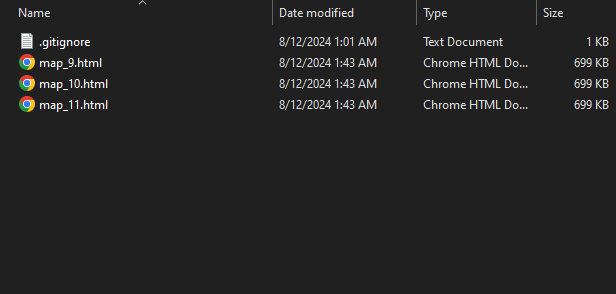 Name Date modified Type Size
.gitignore 8/12/2024 1:01 AM Text Document 1 KB
map_9.html 8/12/2024 1:43 AM Chrome HTML Do... 699 KB
map_10.html 8/12/2024 1:43 AM Chrome HTML Do... 699 KB
map_11.html 8/12/2024 1:43 AM Chrome HTML Do... 699 KB